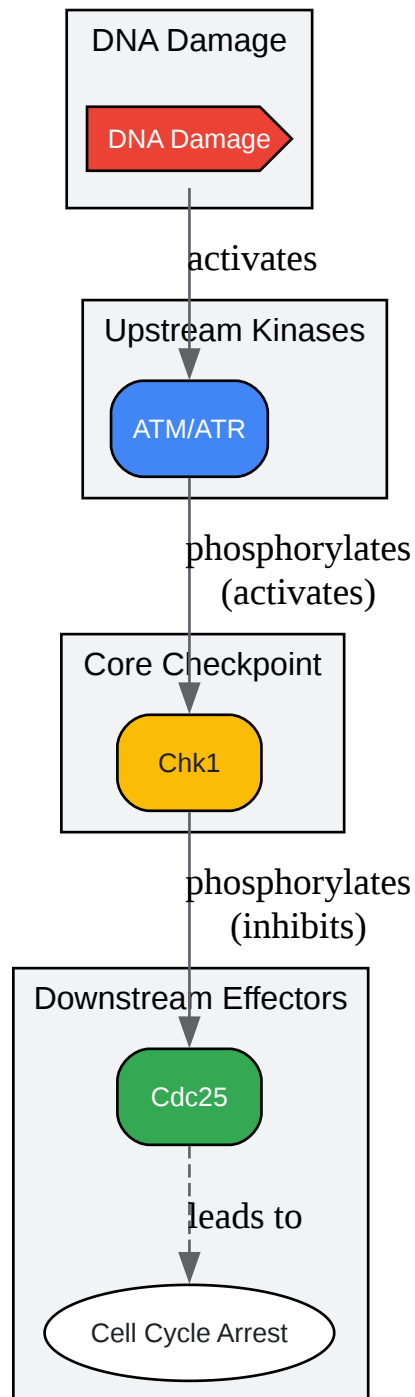 DNA Damage
DNA Damage
activates
Upstream Kinases
ATM/ATR
phosphorylates
(activates)
Core Checkpoint
Chk1
phosphorylates
(inhibits)
Downstream Effectors
Cdc25
leads to
Cell Cycle Arrest